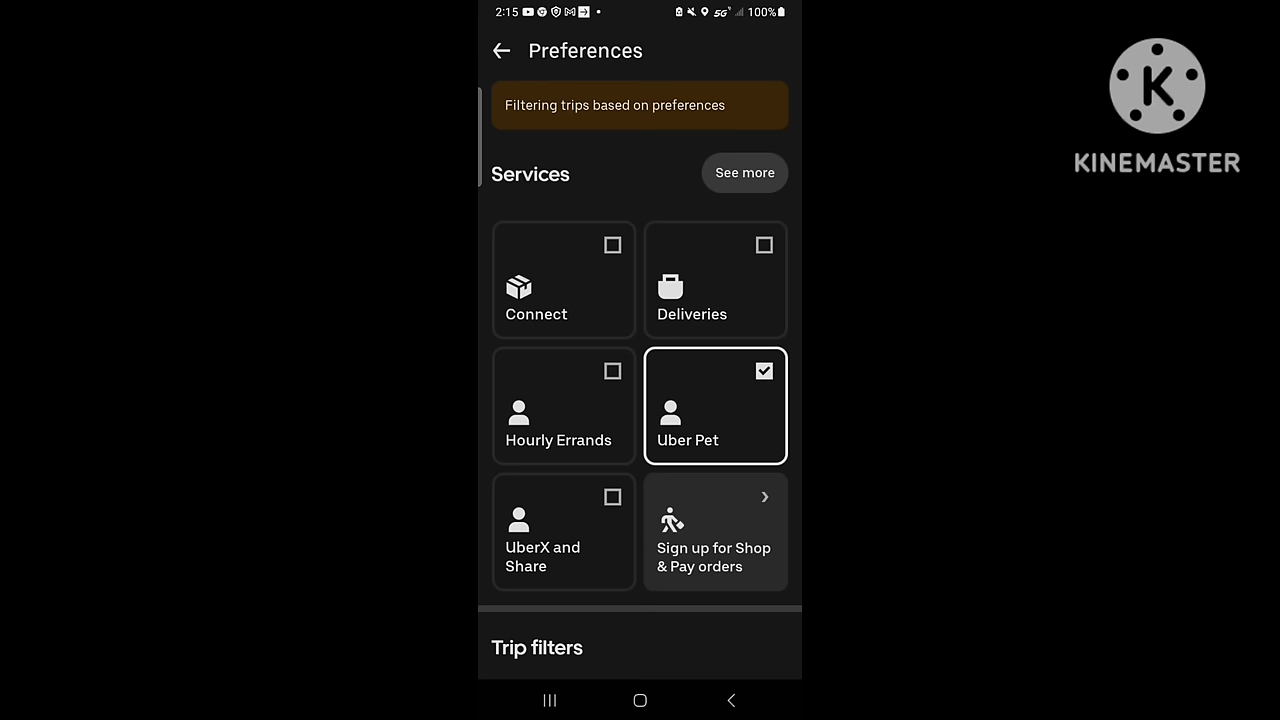 2:15
5G
100%
Preferences
KINEMASTER
Filtering trips based on preferences
Services
See more
Connect
Deliveries
Hourly Errands
Uber Pet
UberX and
Share
Sign up for Shop
& Pay orders
Trip filters